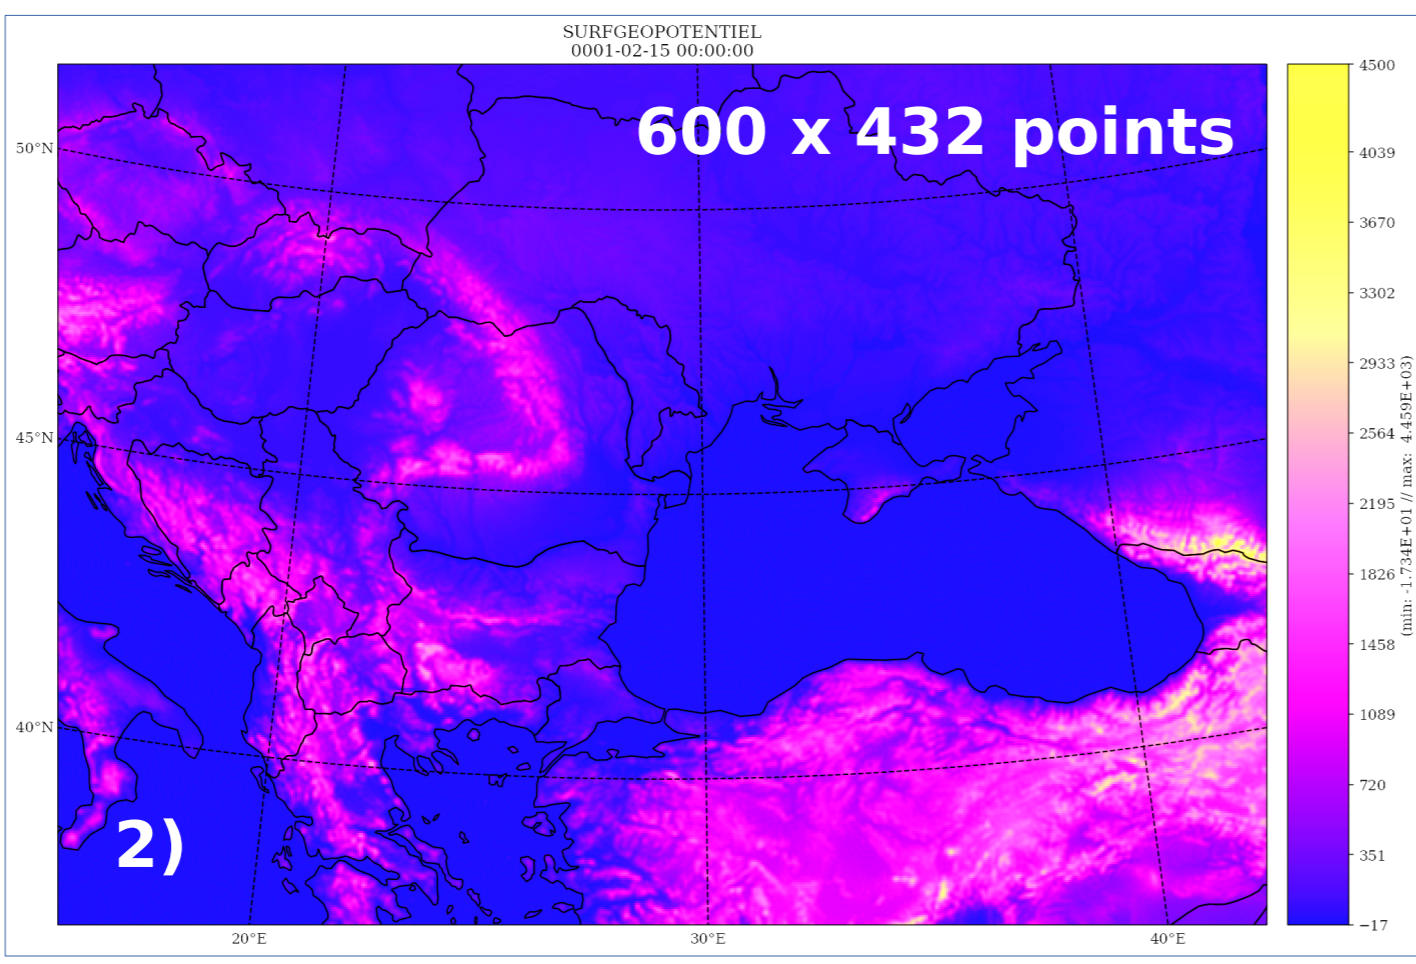 SURFGEOPOTENTIEL
0001-02-15 00:00:00
600 x 432 points
50°N
45°N
40°N
2)
20°E
30°E
40°E
4500
4039
3670
3302
2933
2564
2195
1826
1458
1089
720
351
−17
(min: -1.734E+01 // max: 4.459E+03)